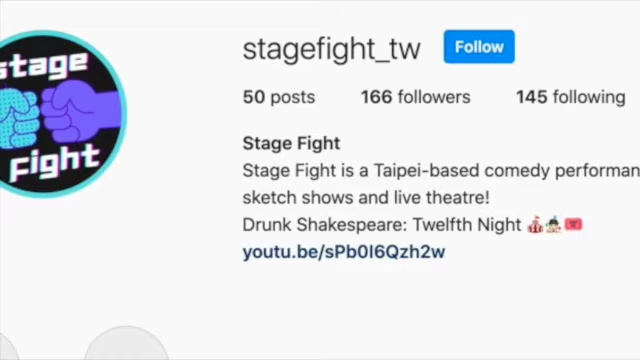 stage
Fight
stagefight_tw
Follow
50 posts 166 followers 145 following
Stage Fight
Stage Fight is a Taipei-based comedy performan
sketch shows and live theatre!
Drunk Shakespeare: Twelfth Night
youtu.be/sPb0I6Qzh2w